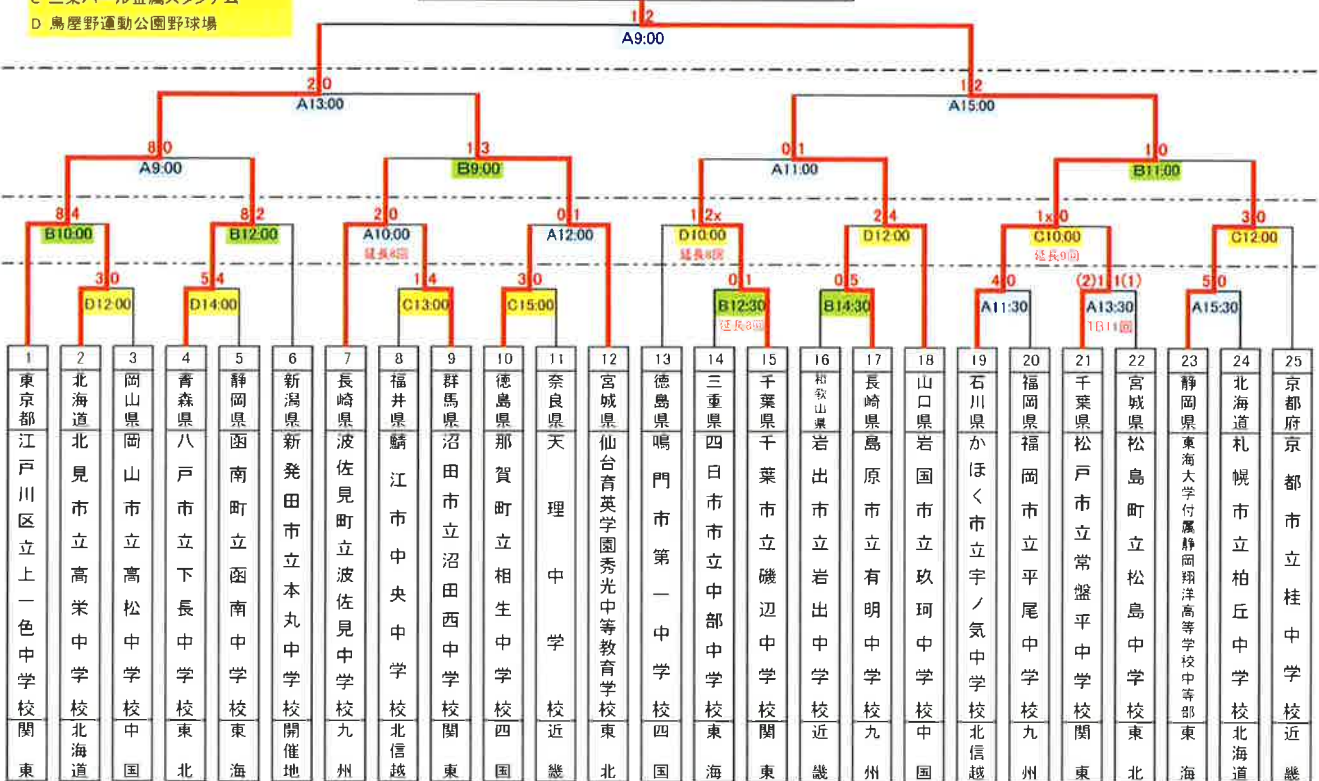 C 三条パール金属スタジアム
D 鳥屋野運動公園野球場
1 2
A9:00
2 0
A13:00
1 2
A15:00
8 0
A9:00
1 3
B9:00
0 1
A11:00
1 0
B11:00
8 4
B10:00
8 2
B12:00
2 0
A10:00
延長8回
0 1
A12:00
1 2x
D10:00
延長8回
2 4
D12:00
1x 0
C10:00
延長9回
3 0
C12:00
3 0
D12:00
5 4
D14:00
1 4
C13:00
3 0
C15:00
0 1
B12:30
延長8回
0 5
B14:30
4 0
A11:30
(2)1 1(1)
A13:30
TB11回
5 0
A15:30
1 東京都 江戸川区立上一色中学校 関東
2 北海道 北見市立高栄中学校 北海道
3 岡山県 岡山市立高松中学校 中国
4 青森県 八戸市立下長中学校 東北
5 静岡県 函南町立函南中学校 東海
6 新潟県 新発田市立本丸中学校 開催地
7 長崎県 波佐見町立波佐見中学校 九州
8 福井県 鯖江市中央中学校 北信越
9 群馬県 沼田市立沼田西中学校 関東
10 徳島県 那賀町立相生中学校 四国
11 奈良県 天理中学校 近畿
12 宮城県 仙台育英学園秀光中等教育学校 東北
13 徳島県 鳴門市第一中学校 四国
14 三重県 四日市市立中部中学校 東海
15 千葉県 千葉市立磯辺中学校 関東
16 和歌山県 岩出市立岩出中学校 近畿
17 長崎県 島原市立有明中学校 九州
18 山口県 岩国市立玖珂中学校 中国
19 石川県 かほく市立宇ノ気中学校 北信越
20 福岡県 福岡市立平尾中学校 九州
21 千葉県 松戸市立常盤平中学校 関東
22 宮城県 松島町立松島中学校 東北
23 静岡県 東海大学付属静岡翔洋高等学校中等部 東海
24 北海道 札幌市立柏丘中学校 北海道
25 京都府 京都市立桂中学校 近畿